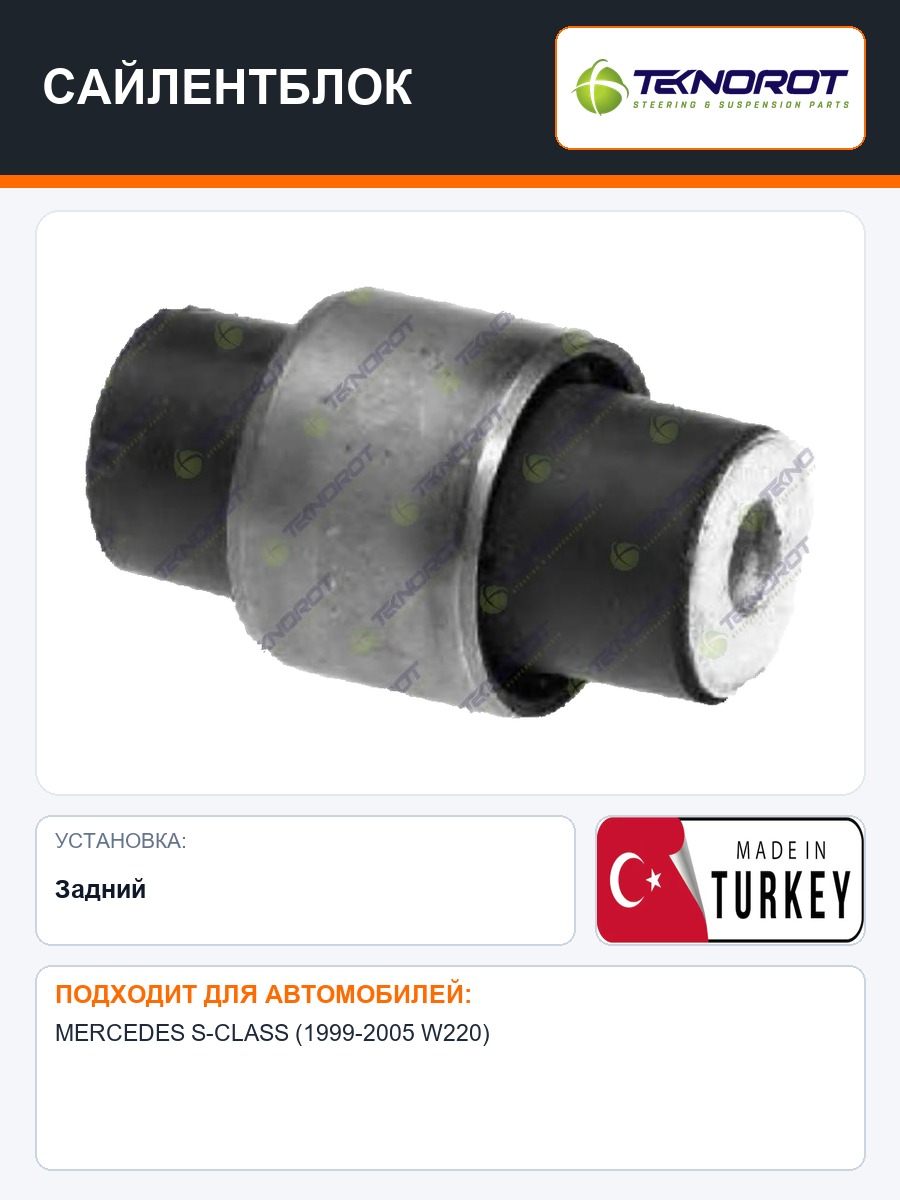 САЙЛЕНТБЛОК
TEKNOROT
STEERING & SUSPENSION PARTS
УСТАНОВКА:
Задний
MADE IN
TURKEY
ПОДХОДИТ ДЛЯ АВТОМОБИЛЕЙ:
MERCEDES S-CLASS (1999-2005 W220)